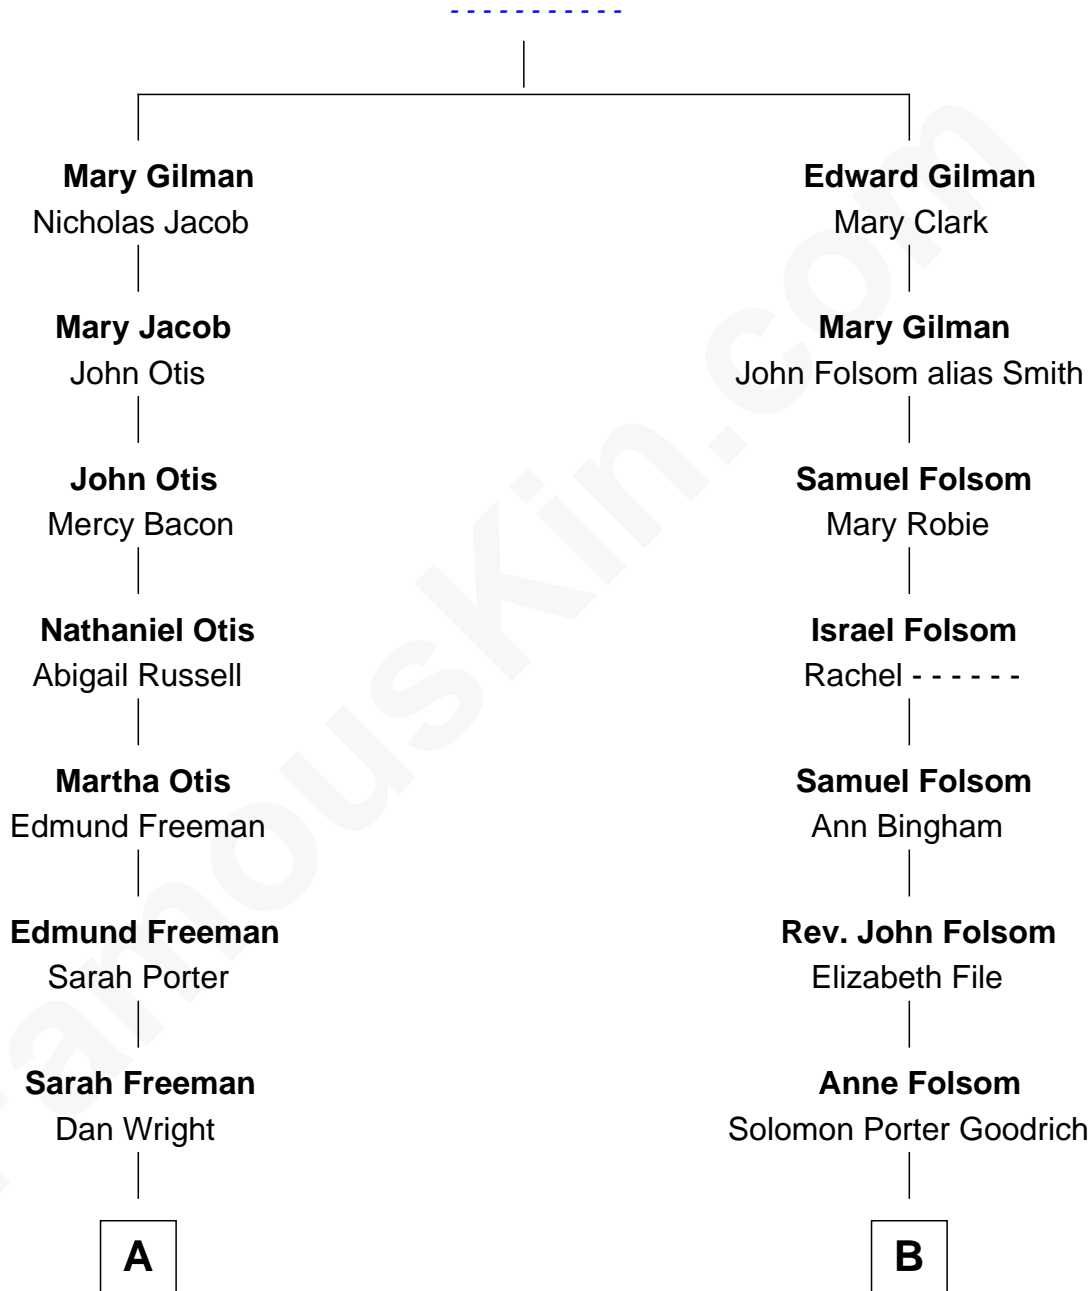 - - - - - - - - - - -
Mary Gilman
Nicholas Jacob
Edward Gilman
Mary Clark
Mary Jacob
John Otis
Mary Gilman
John Folsom alias Smith
John Otis
Mercy Bacon
Samuel Folsom
Mary Robie
Nathaniel Otis
Abigail Russell
Israel Folsom
Rachel - - - - - -
Martha Otis
Edmund Freeman
Samuel Folsom
Ann Bingham
Edmund Freeman
Sarah Porter
Rev. John Folsom
Elizabeth File
Sarah Freeman
Dan Wright
Anne Folsom
Solomon Porter Goodrich
A
B
FamousKin.com